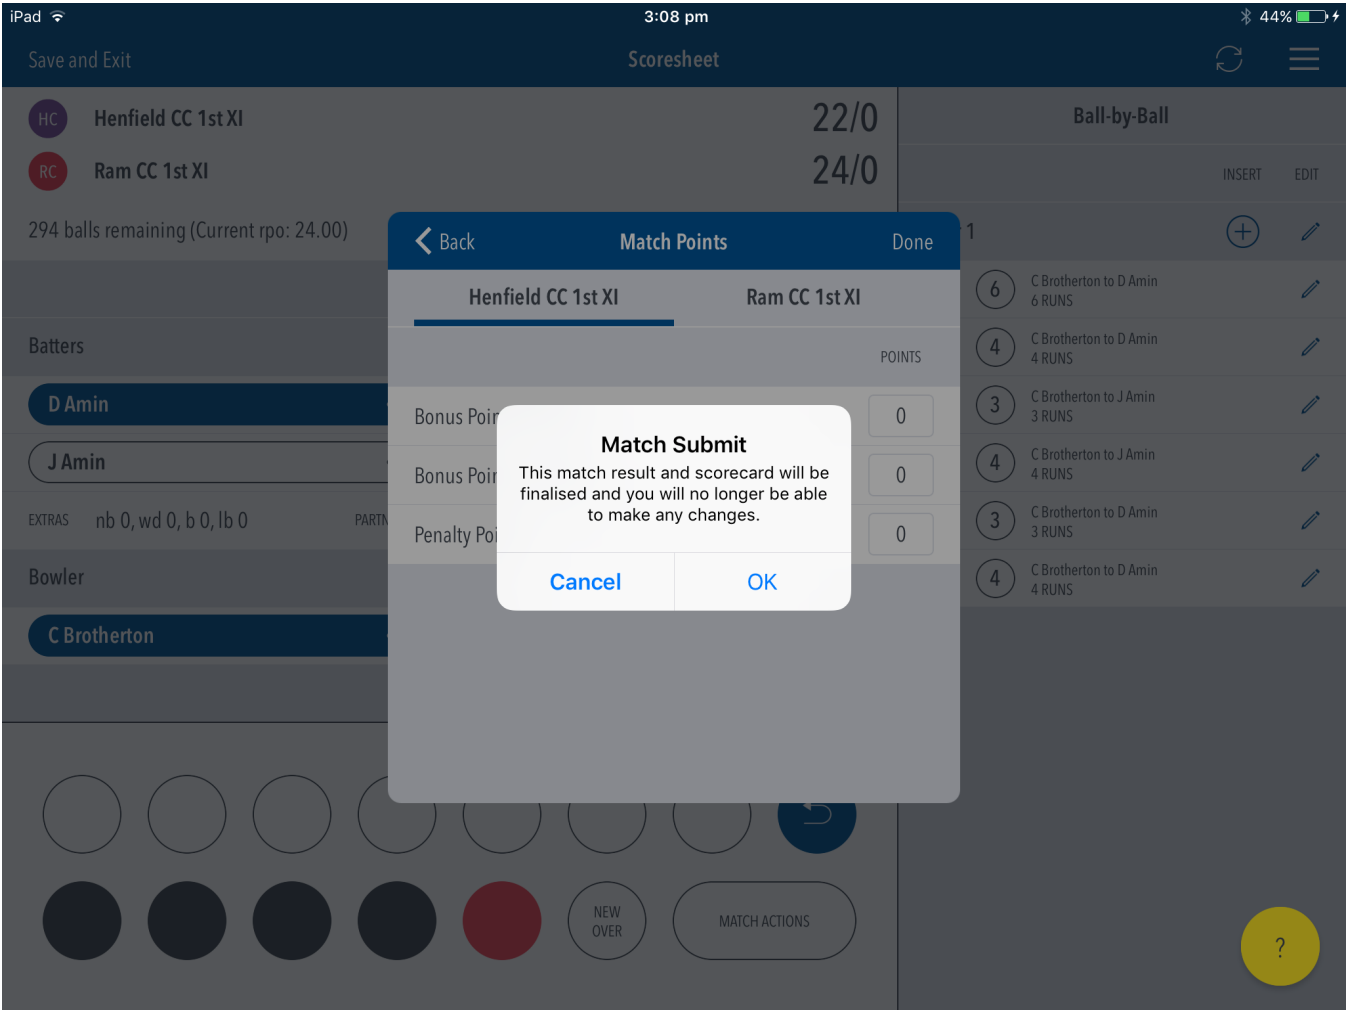 iPad
3:08 pm
44%
Save and Exit
Scoresheet
HC
Henfield CC 1st XI
22/0
RC
Ram CC 1st XI
24/0
294 balls remaining (Current rpo: 24.00)
Batters
D Amin
J Amin
EXTRAS nb 0, wd 0, b 0, lb 0
Bowler
C Brotherton
Back
Match Points
Done
Henfield CC 1st XI
Ram CC 1st XI
POINTS
Bonus
0
Bonus
0
Penalty
0
Match Submit
This match result and scorecard will be
finalised and you will no longer be able
to make any changes.
Cancel
OK
Ball-by-Ball
INSERT EDIT
1
6
C Brotherton to D Amin
6 RUNS
4
C Brotherton to D Amin
4 RUNS
3
C Brotherton to J Amin
3 RUNS
4
C Brotherton to J Amin
4 RUNS
3
C Brotherton to D Amin
3 RUNS
4
C Brotherton to D Amin
4 RUNS
NEW
OVER
MATCH ACTIONS
?